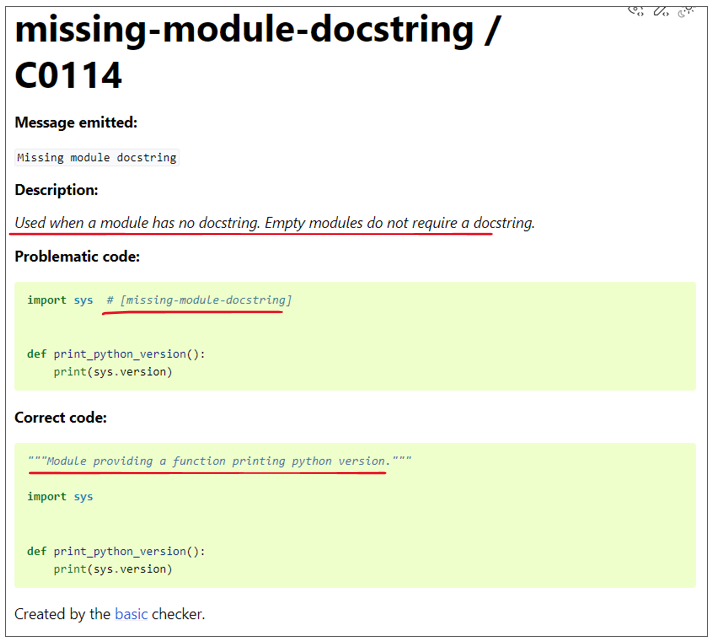 missing-module-docstring /
C0114
Message emitted:
Missing module docstring
Description:
Used when a module has no docstring. Empty modules do not require a docstring.
Problematic code:
import sys  # [missing-module-docstring]
def print_python_version():
    print(sys.version)
Correct code:
"""Module providing a function printing python version."""
import sys
def print_python_version():
    print(sys.version)
Created by the basic checker.